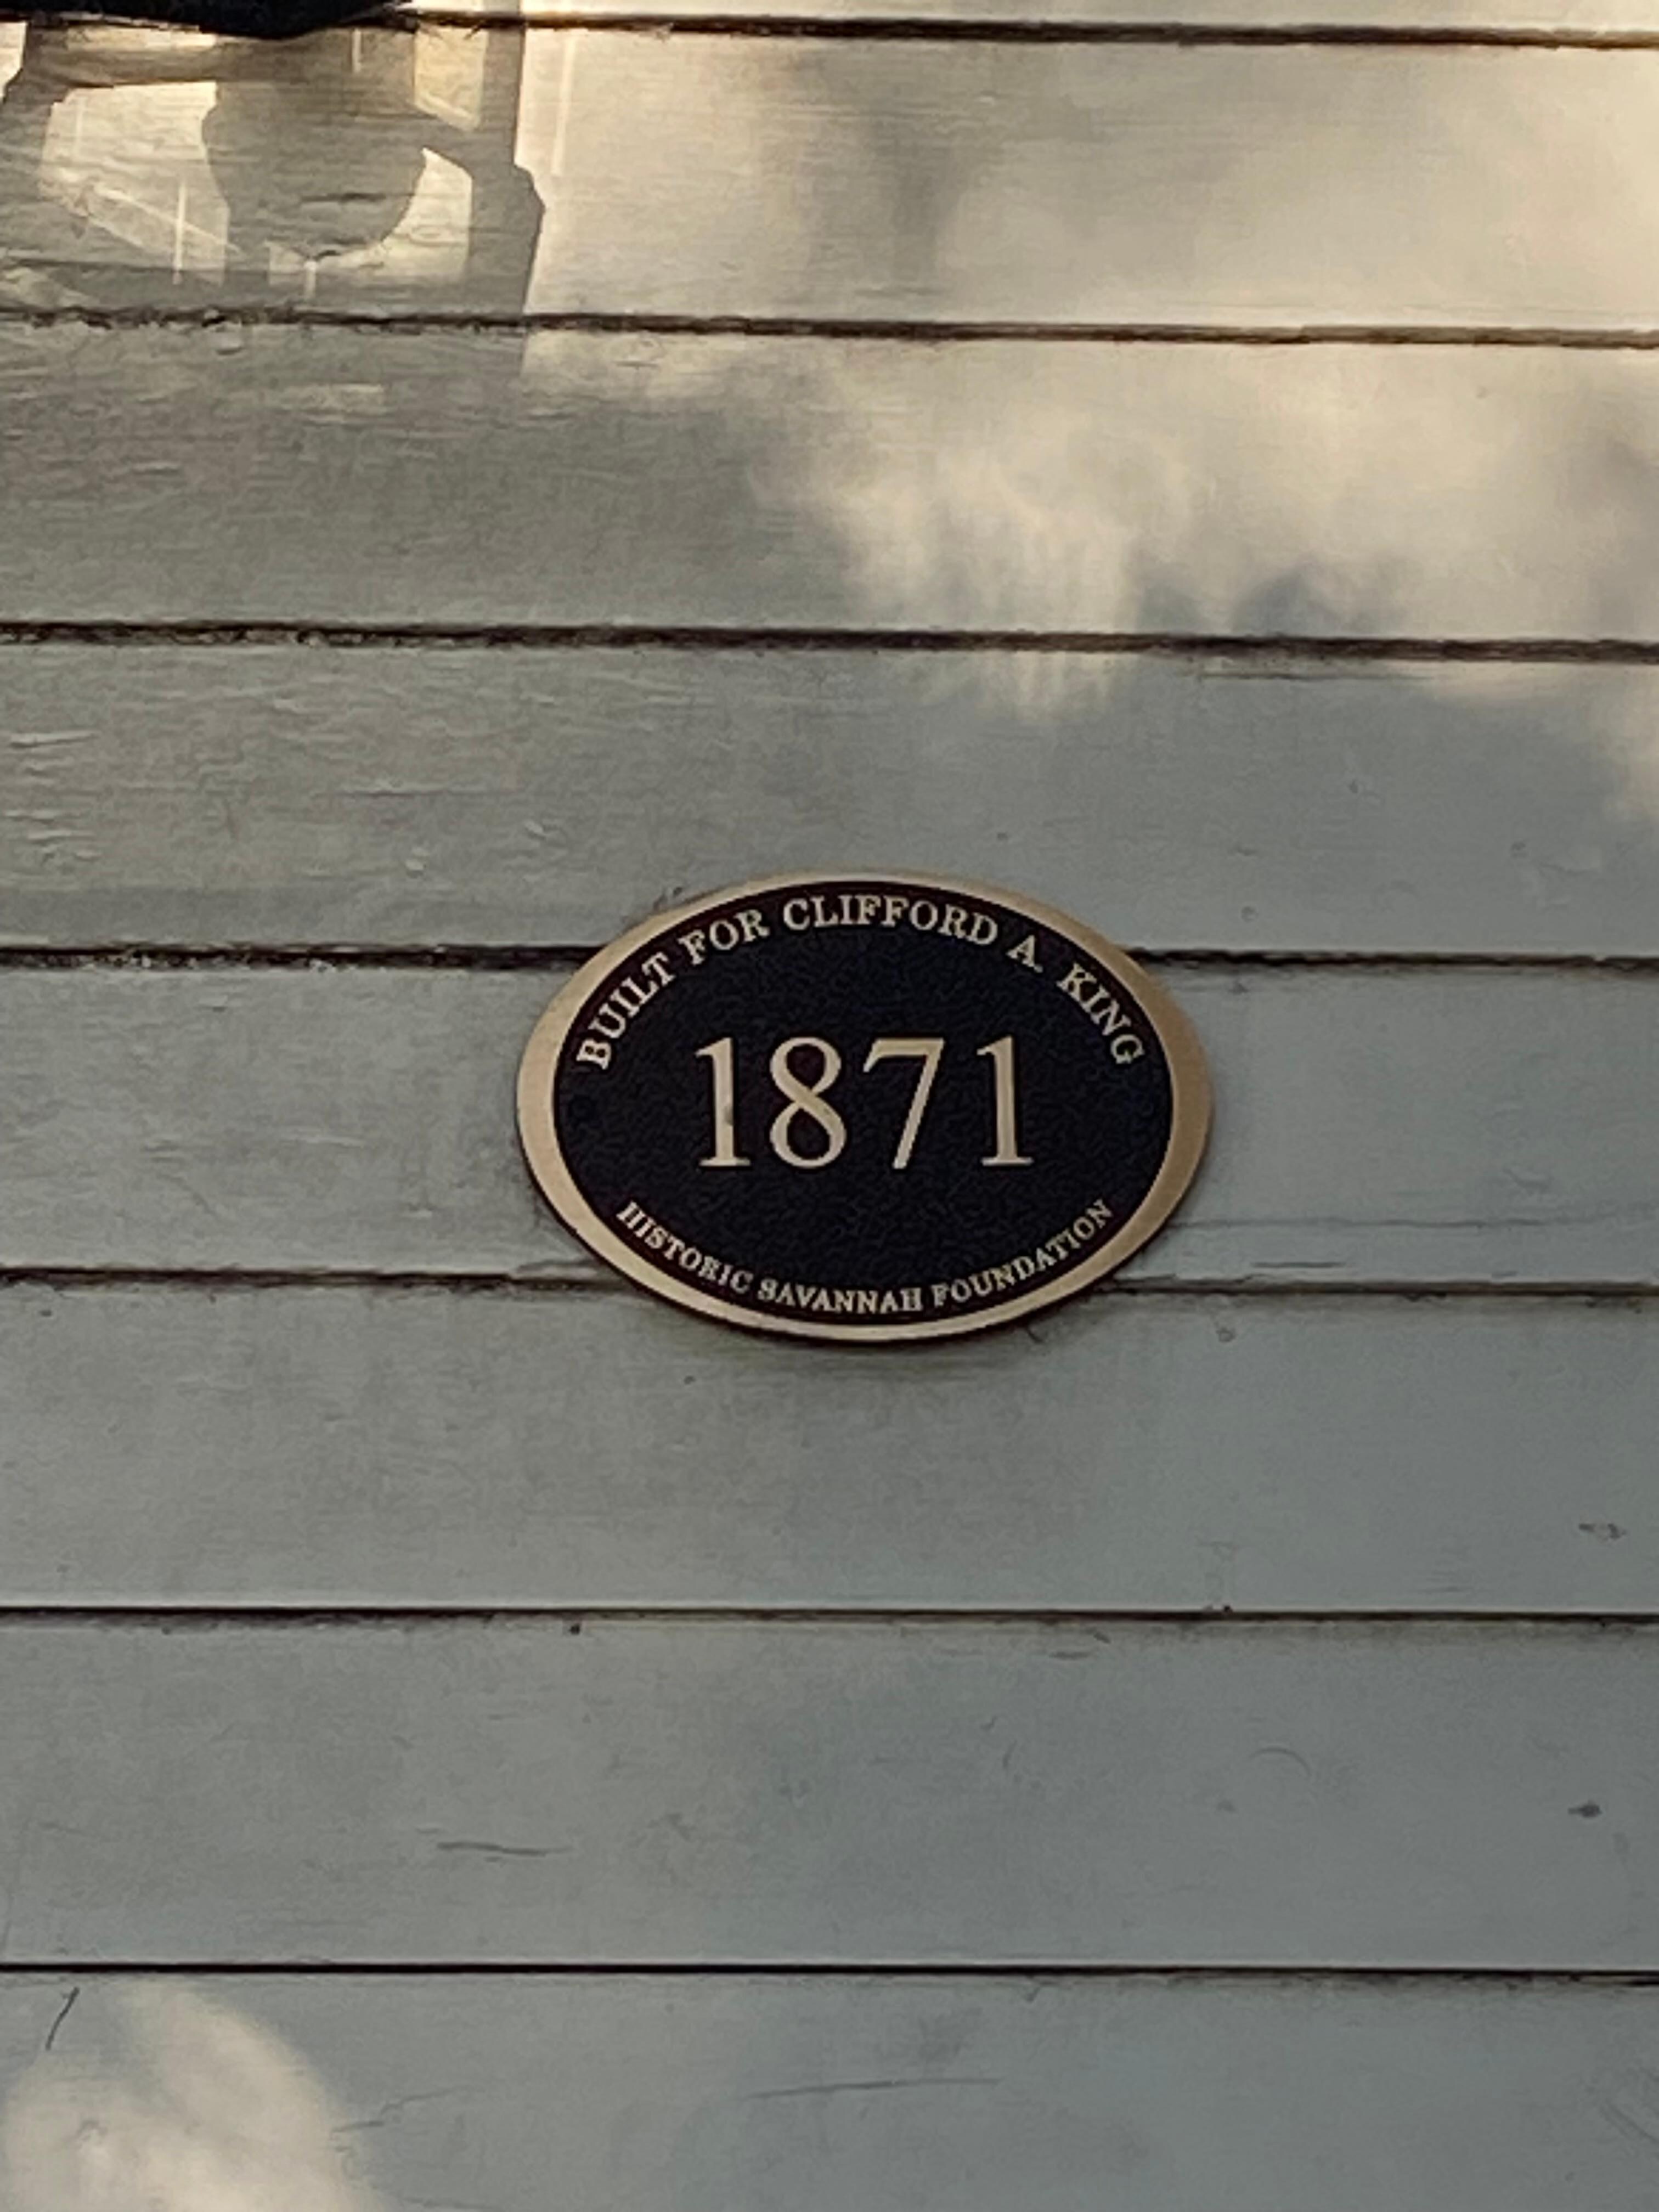 BUILT FOR CLIFFORD A. KING
1871
HISTORIC SAVANNAH FOUNDATION